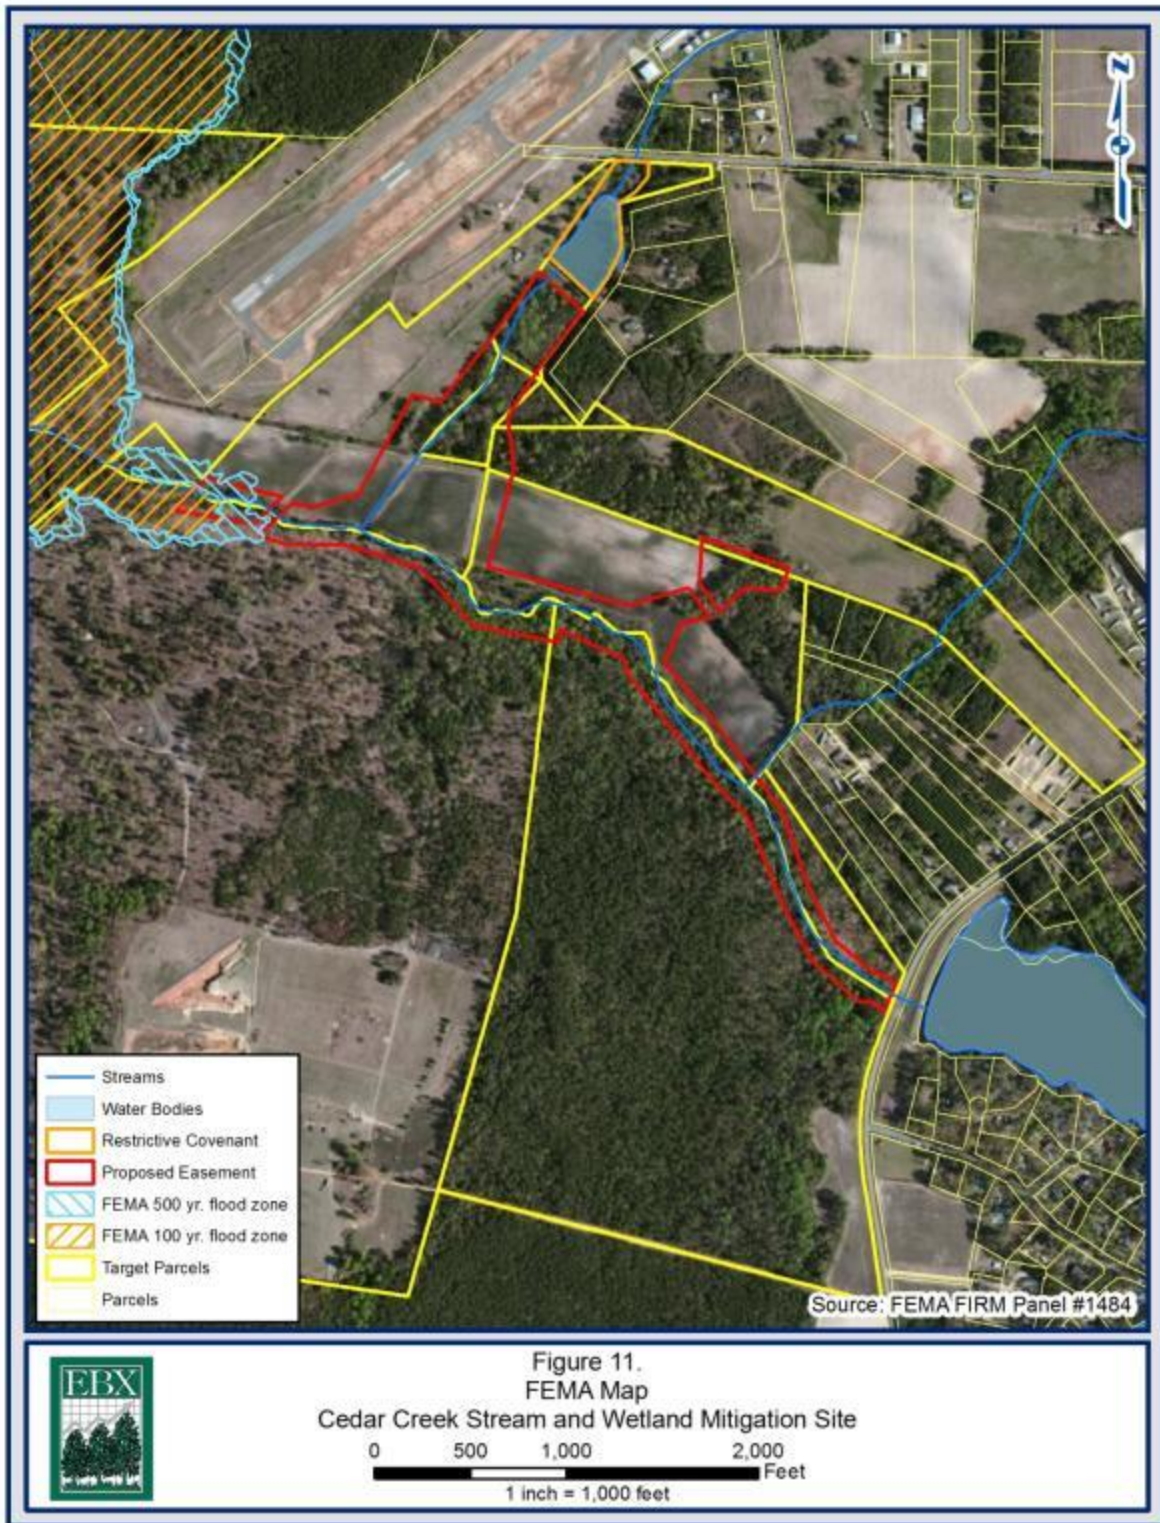 N
Streams
Water Bodies
Restrictive Covenant
Proposed Easement
FEMA 500 yr. flood zone
FEMA 100 yr. flood zone
Target Parcels
Parcels
Source: FEMA FIRM Panel #1484
EBX
Figure 11.
FEMA Map
Cedar Creek Stream and Wetland Mitigation Site
0 500 1,000 2,000
Feet
1 inch = 1,000 feet